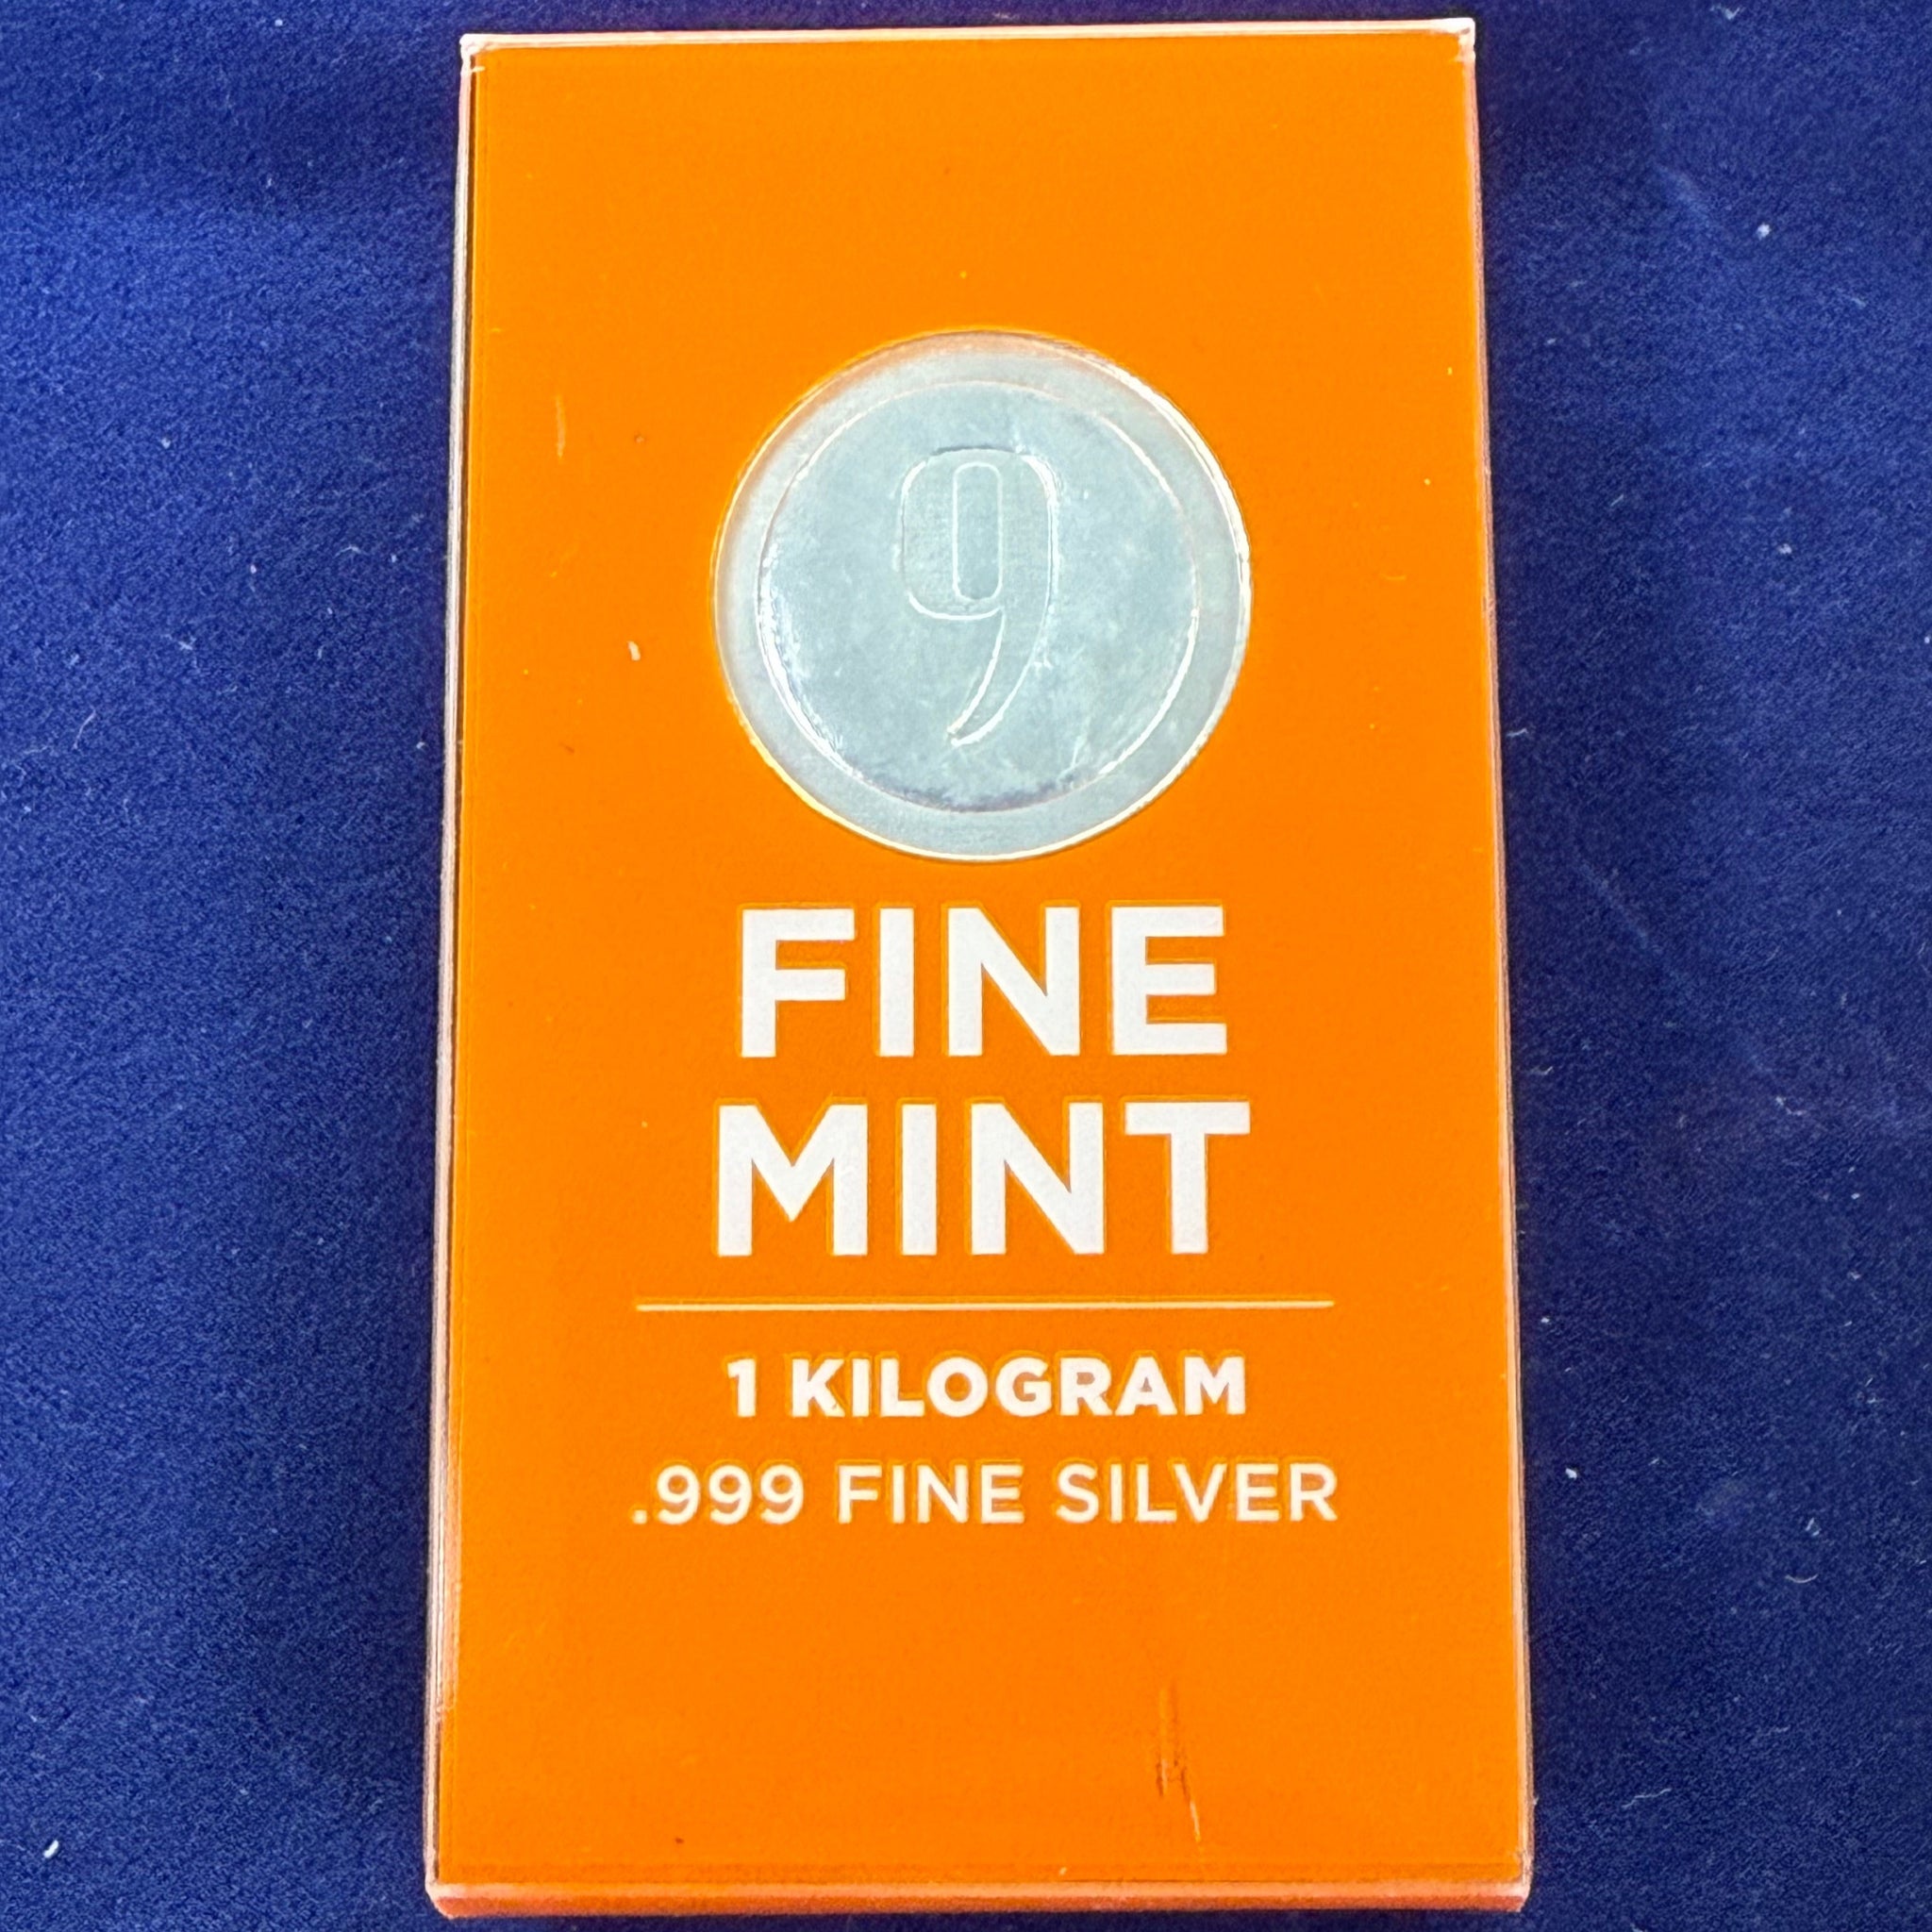 9
FINE
MINT
1 KILOGRAM
.999 FINE SILVER